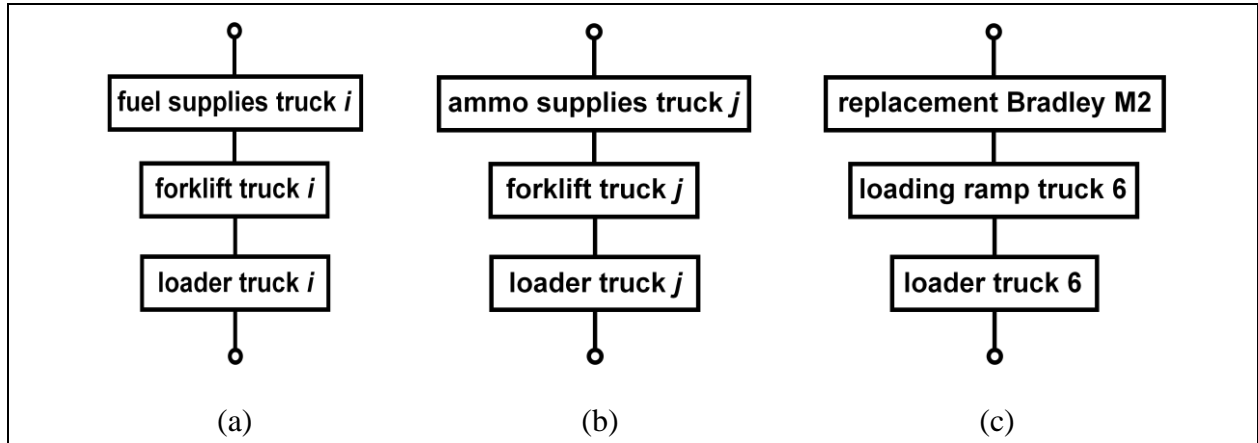 fuel supplies truck i
forklift truck i
loader truck i
(a)
ammo supplies truck j
forklift truck j
loader truck j
(b)
replacement Bradley M2
loading ramp truck 6
loader truck 6
(c)